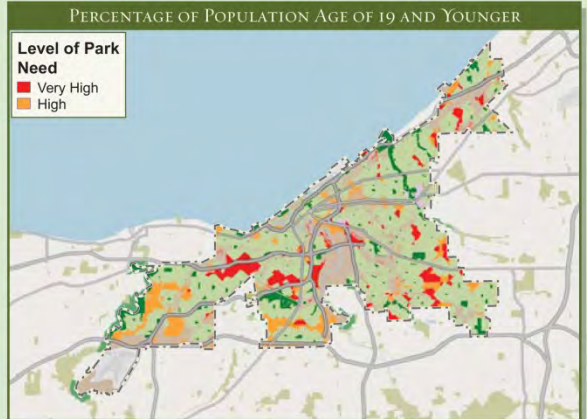 Percentage of Population Age of 19 and Younger
Level of Park
Need
Very High
High